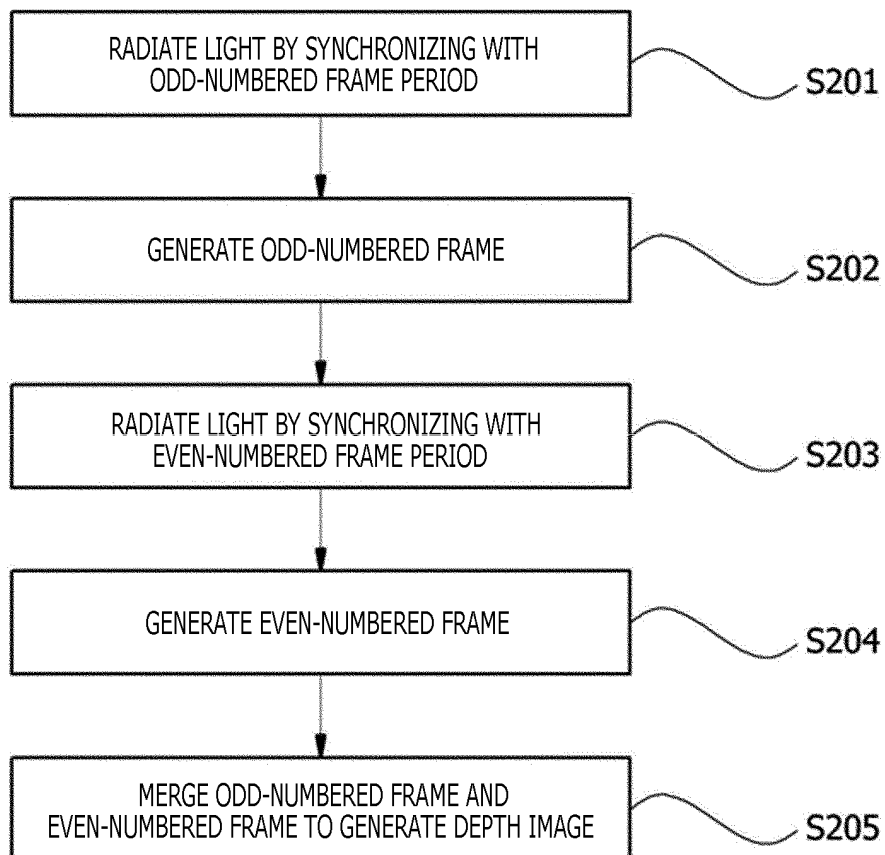 RADIATE LIGHT BY SYNCHRONIZING WITH
ODD-NUMBERED FRAME PERIOD
S201
GENERATE ODD-NUMBERED FRAME
S202
RADIATE LIGHT BY SYNCHRONIZING WITH
EVEN-NUMBERED FRAME PERIOD
S203
GENERATE EVEN-NUMBERED FRAME
S204
MERGE ODD-NUMBERED FRAME AND
EVEN-NUMBERED FRAME TO GENERATE DEPTH IMAGE
S205